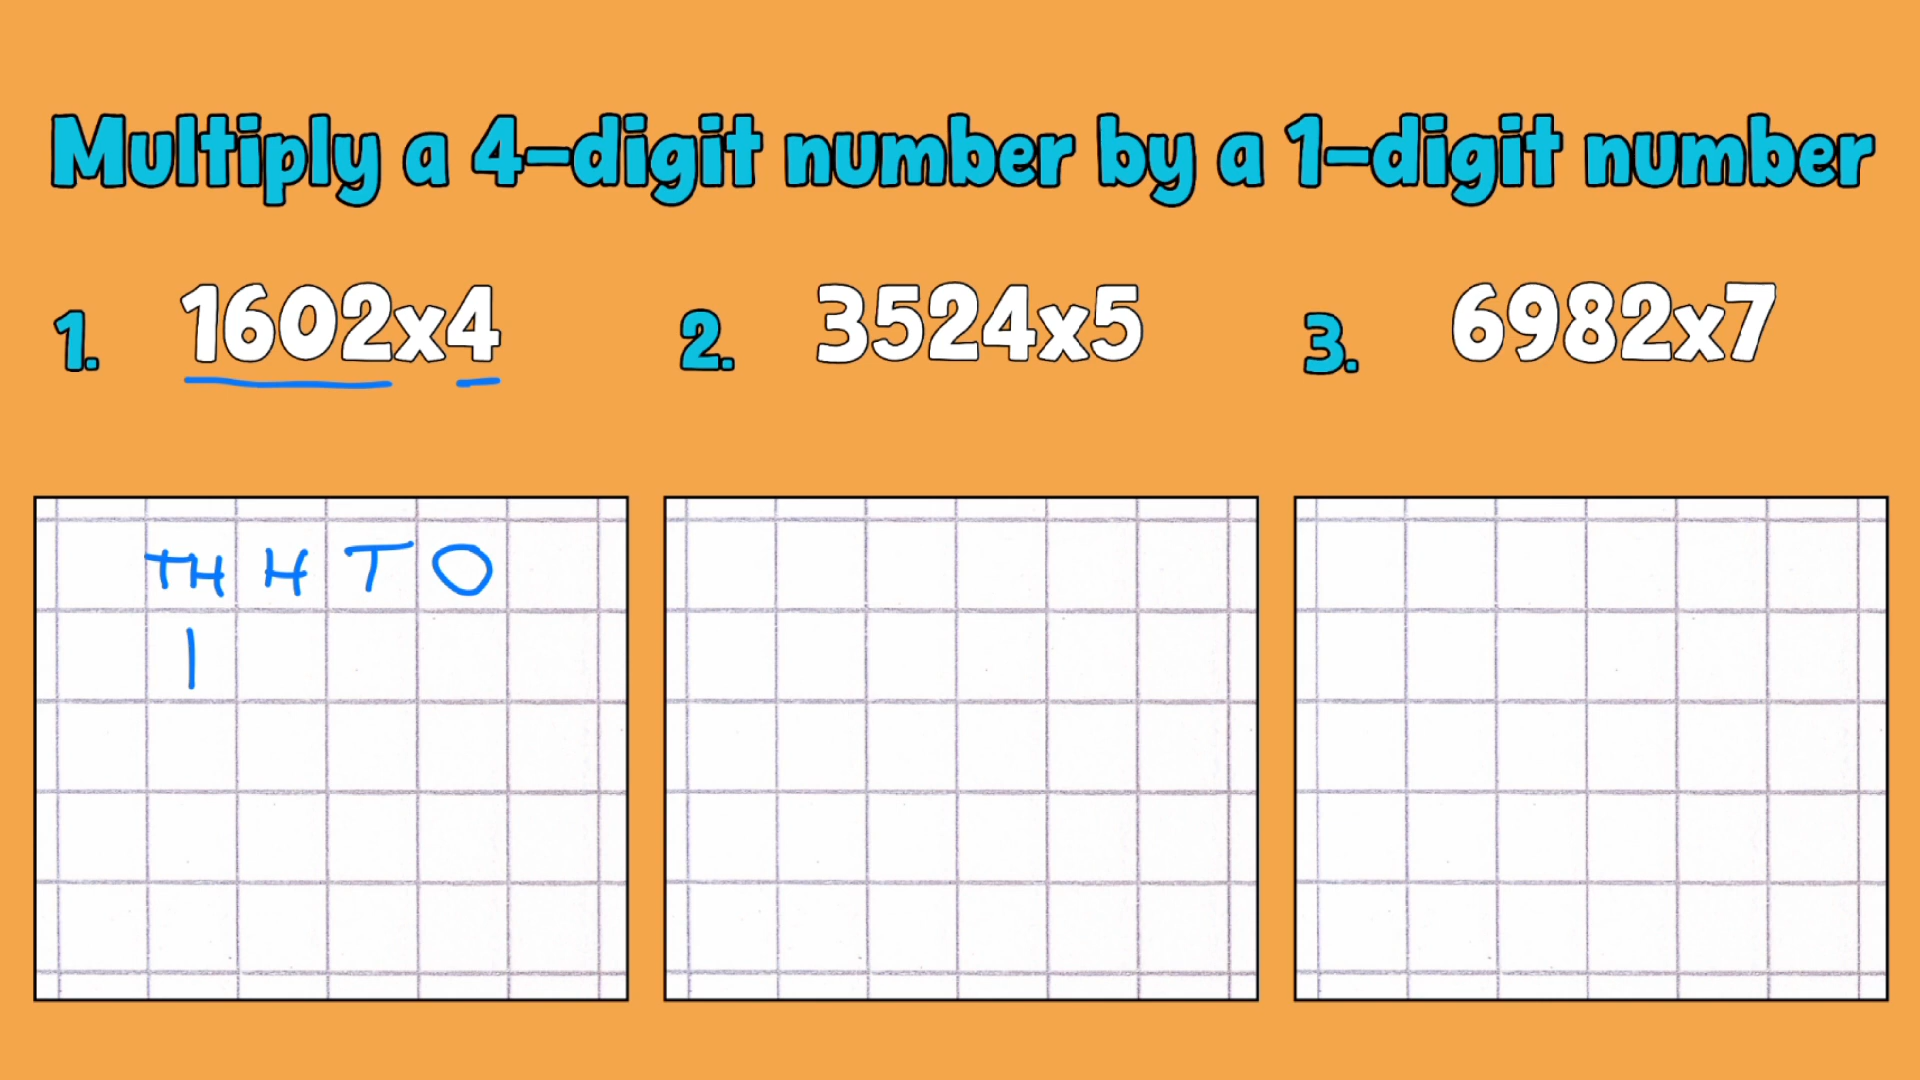 Multiply a 4-digit number by a 1-digit number
1. 1602x4
2. 3524x5
3. 6982x7
TH H T O
1